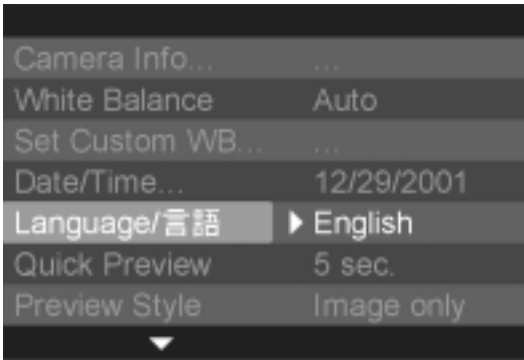 Camera Info... ...
White Balance Auto
Set Custom WB... ...
Date/Time... 12/29/2001
Language/言語 English
Quick Preview 5 sec.
Preview Style Image only